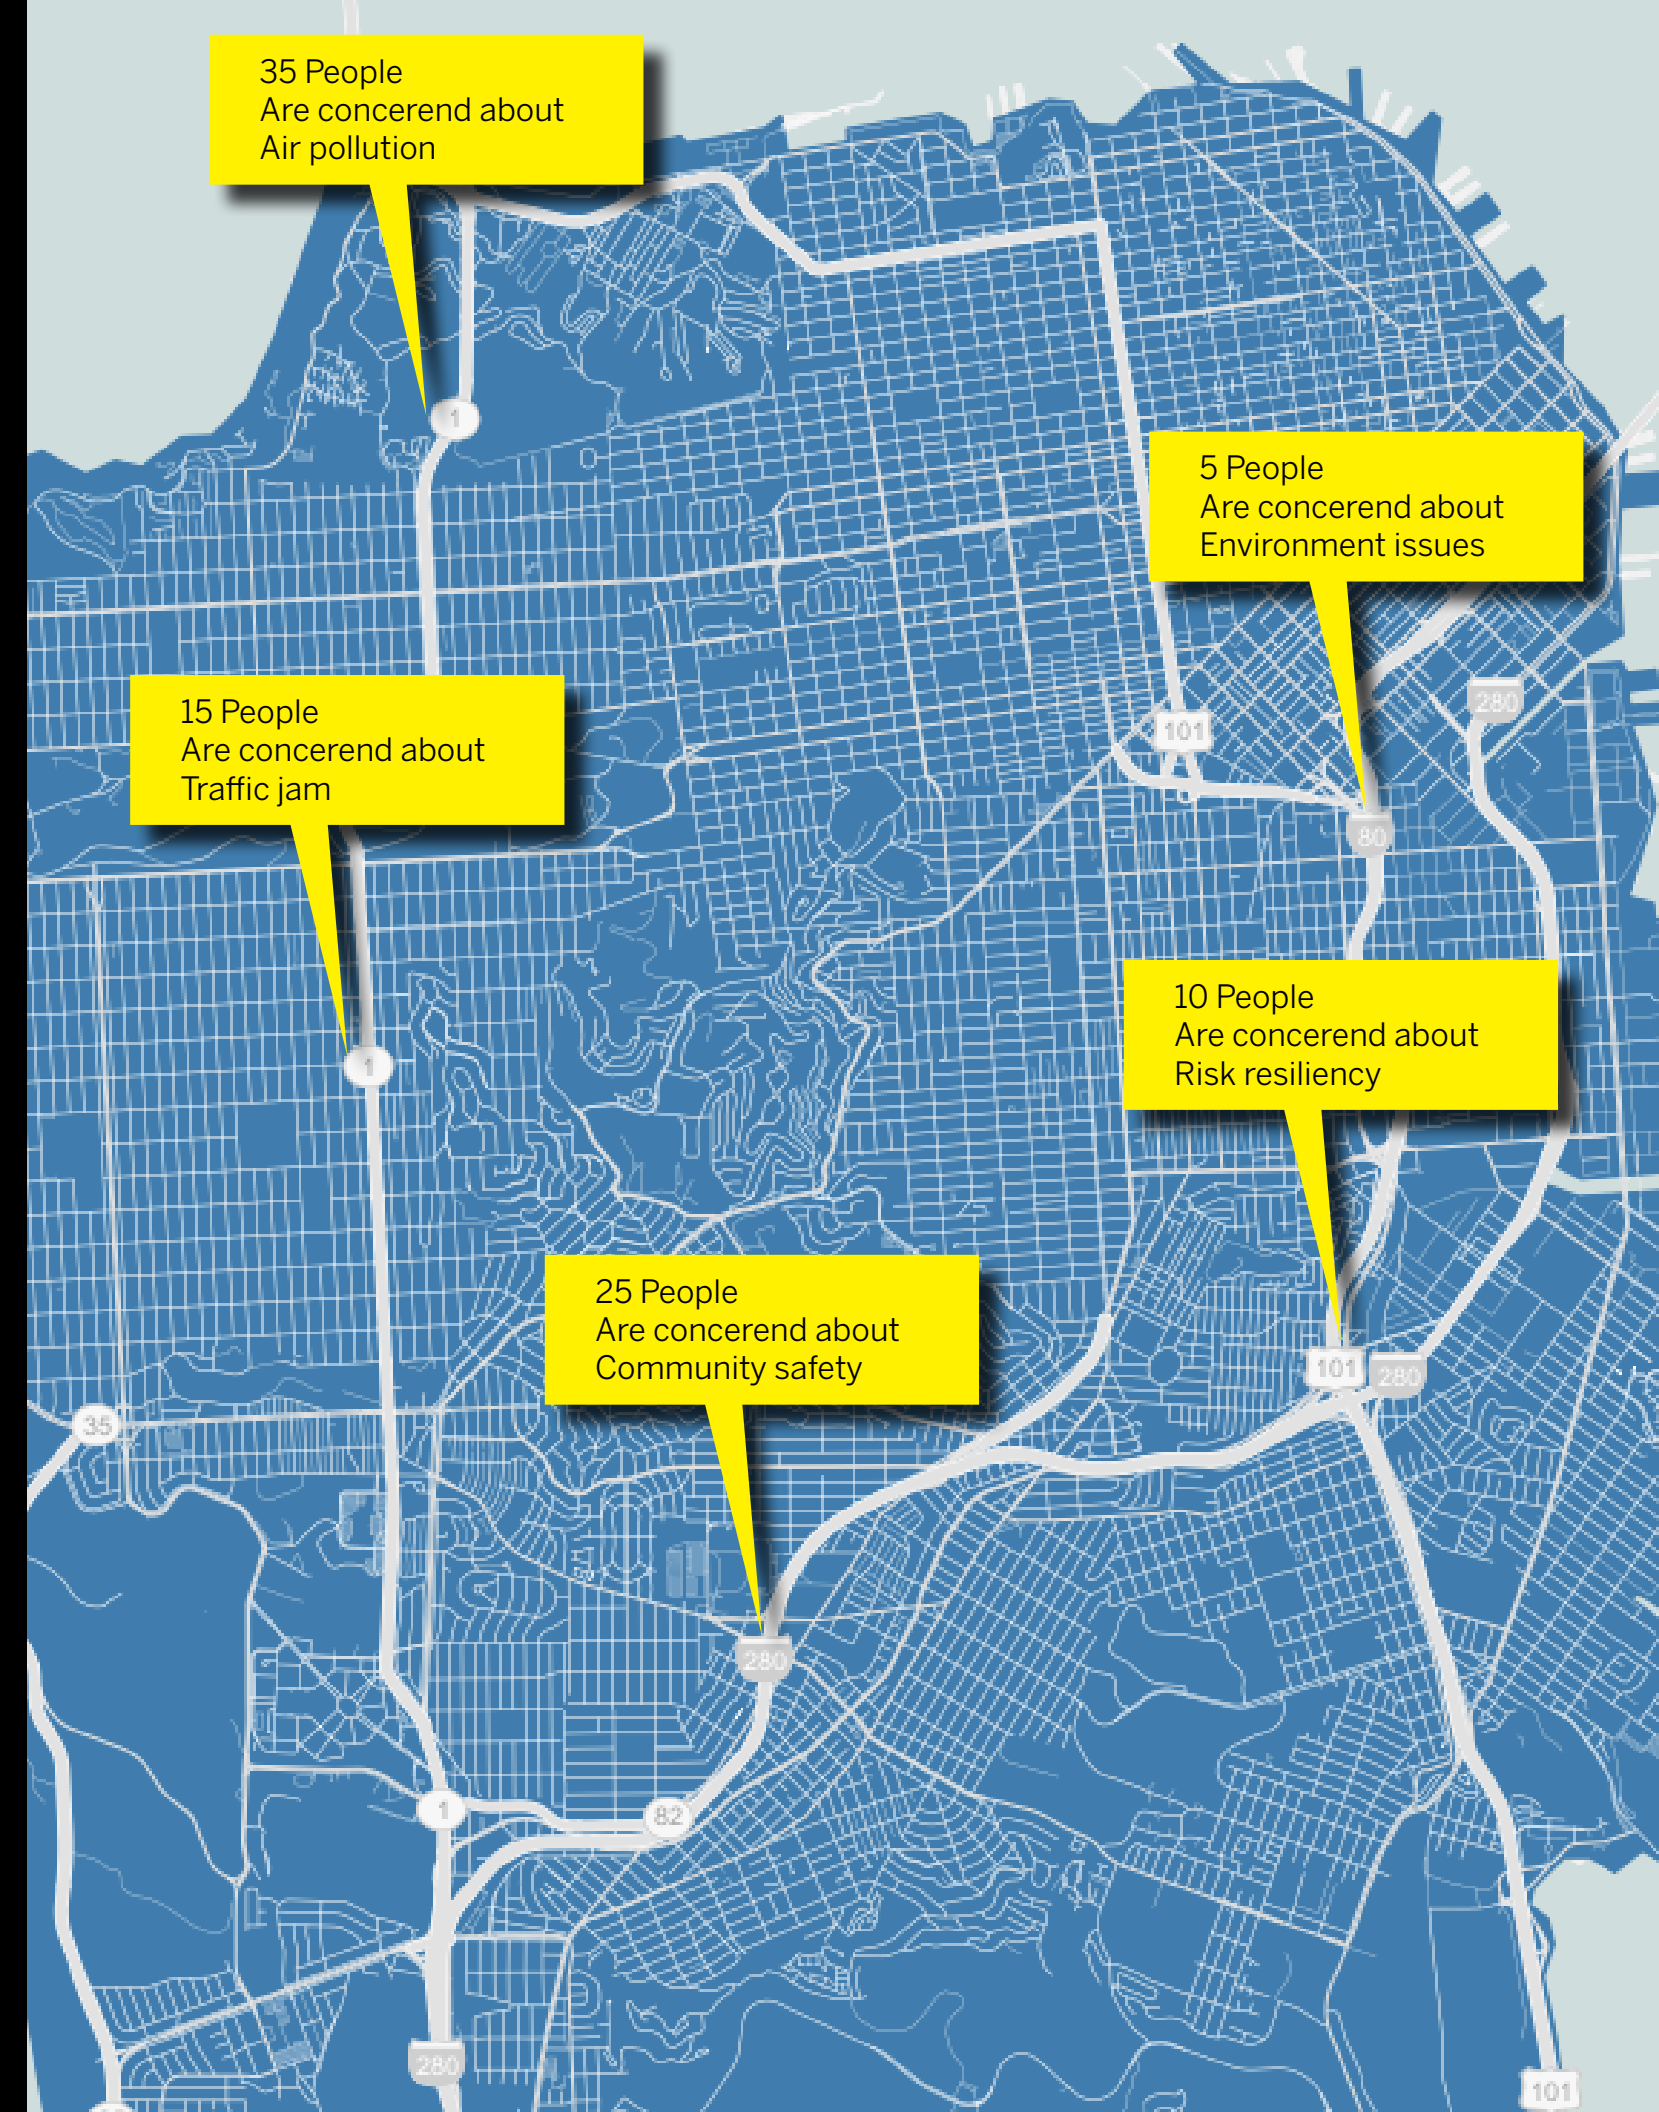 35 People
Are concerend about
Air pollution
1
5 People
Are concerend about
Environment issues
15 People
Are concerend about
Traffic jam
280
101
80
10 People
Are concerend about
Risk resiliency
1
25 People
Are concerend about
Community safety
101
280
35
280
1
82
280
101